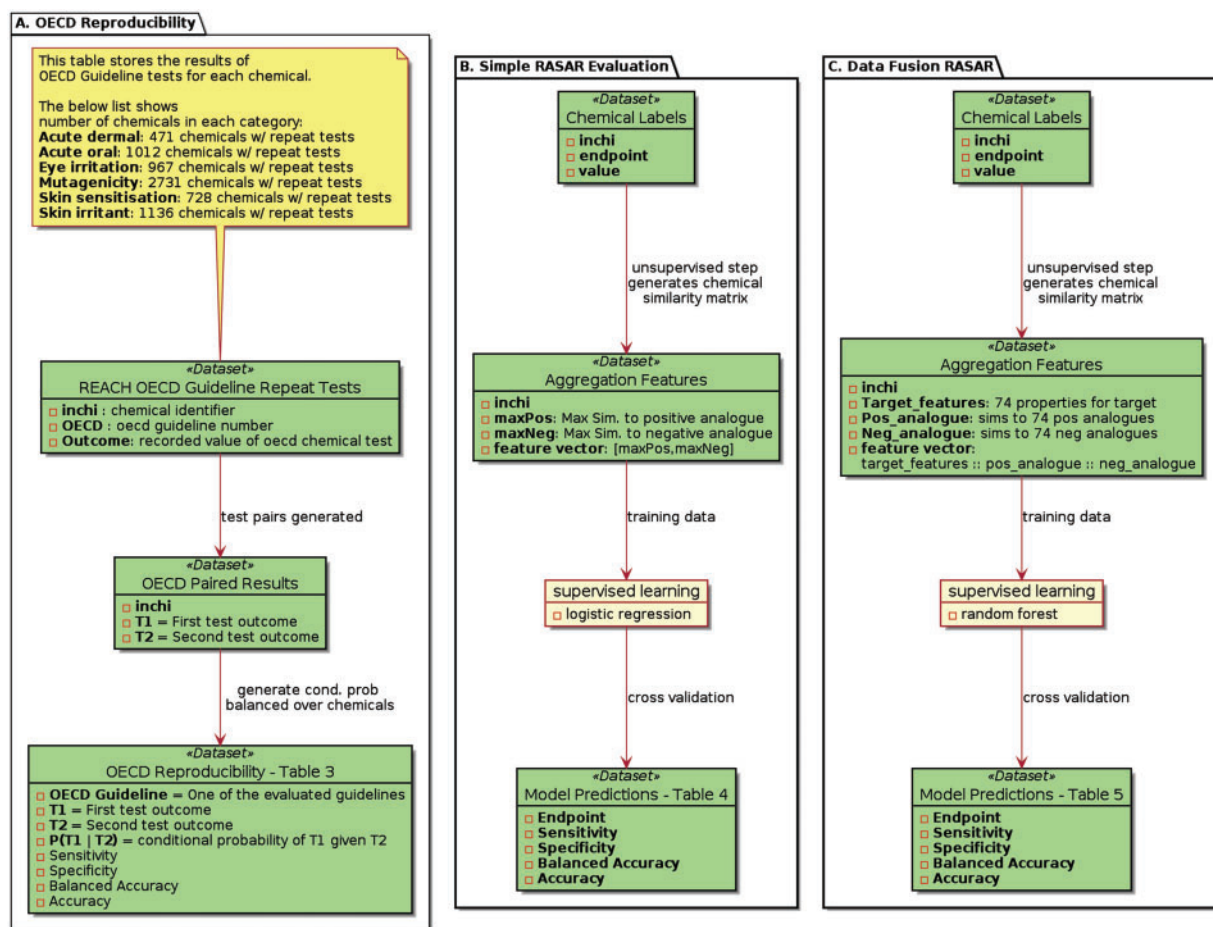 A. OECD Reproducibility
This table stores the results of
OECD Guideline tests for each chemical.
The below list shows
number of chemicals in each category:
Acute dermal: 471 chemicals w/ repeat tests
Acute oral: 1012 chemicals w/ repeat tests
Eye irritation: 967 chemicals w/ repeat tests
Mutagenicity: 2731 chemicals w/ repeat tests
Skin sensitisation: 728 chemicals w/ repeat tests
Skin irritant: 1136 chemicals w/ repeat tests
«Dataset»
REACH OECD Guideline Repeat Tests
inchi : chemical identifier
OECD : oecd guideline number
Outcome: recorded value of oecd chemical test
test pairs generated
«Dataset»
OECD Paired Results
inchi
T1 = First test outcome
T2 = Second test outcome
generate cond. prob
balanced over chemicals
«Dataset»
OECD Reproducibility - Table 3
OECD Guideline = One of the evaluated guidelines
T1 = First test outcome
T2 = Second test outcome
P(T1 | T2) = conditional probability of T1 given T2
Sensitivity
Specificity
Balanced Accuracy
Accuracy
B. Simple RASAR Evaluation
«Dataset»
Chemical Labels
inchi
endpoint
value
unsupervised step
generates chemical
similarity matrix
«Dataset»
Aggregation Features
inchi
maxPos: Max Sim. to positive analogue
maxNeg: Max Sim. to negative analogue
feature vector: [maxPos,maxNeg]
training data
supervised learning
logistic regression
cross validation
«Dataset»
Model Predictions - Table 4
Endpoint
Sensitivity
Specificity
Balanced Accuracy
Accuracy
C. Data Fusion RASAR
«Dataset»
Chemical Labels
inchi
endpoint
value
unsupervised step
generates chemical
similarity matrix
«Dataset»
Aggregation Features
inchi
Target_features: 74 properties for target
Pos_analogue: sims to 74 pos analogues
Neg_analogue: sims to 74 neg analogues
feature vector:
target_features :: pos_analogue :: neg_analogue
training data
supervised learning
random forest
cross validation
«Dataset»
Model Predictions - Table 5
Endpoint
Sensitivity
Specificity
Balanced Accuracy
Accuracy